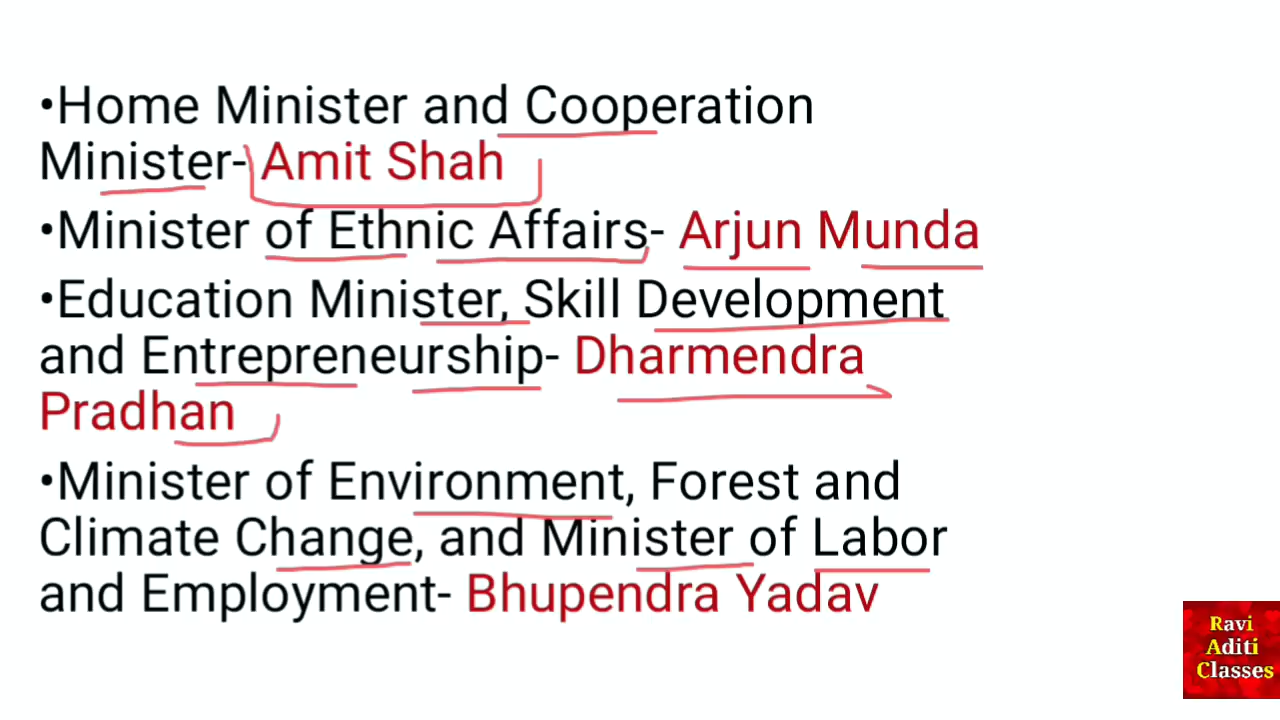 •Home Minister and Cooperation
Minister- Amit Shah
•Minister of Ethnic Affairs- Arjun Munda
•Education Minister, Skill Development
and Entrepreneurship- Dharmendra
Pradhan
•Minister of Environment, Forest and
Climate Change, and Minister of Labor
and Employment- Bhupendra Yadav
Ravi
Aditi
Classes